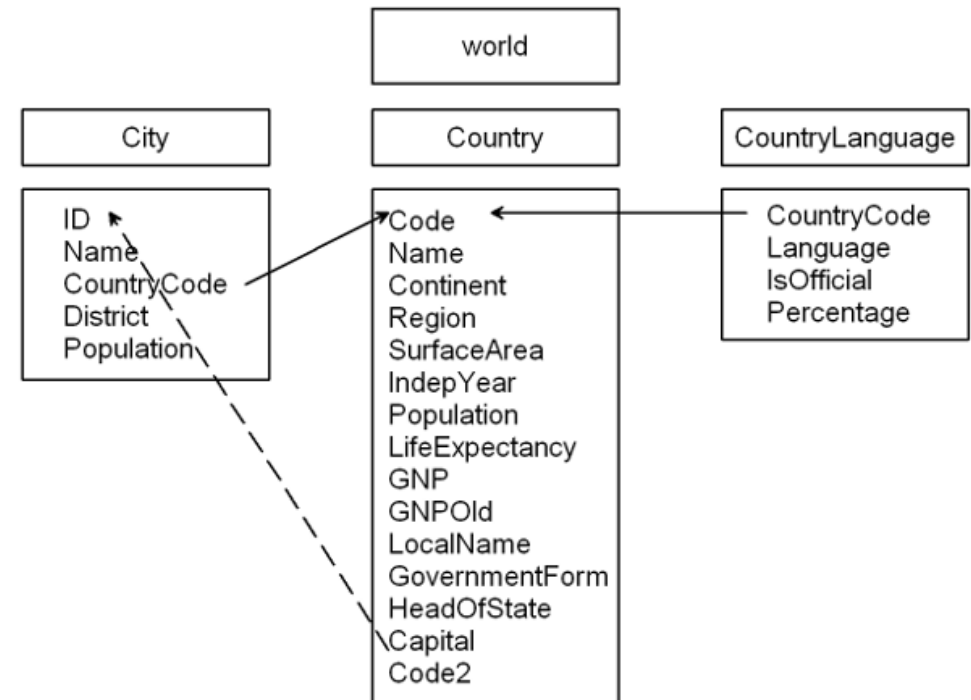 world
City
Country
CountryLanguage
ID
Name
CountryCode
District
Population
Code
Name
Continent
Region
SurfaceArea
IndepYear
Population
LifeExpectancy
GNP
GNPOld
LocalName
GovernmentForm
HeadOfState
Capital
Code2
CountryCode
Language
IsOfficial
Percentage